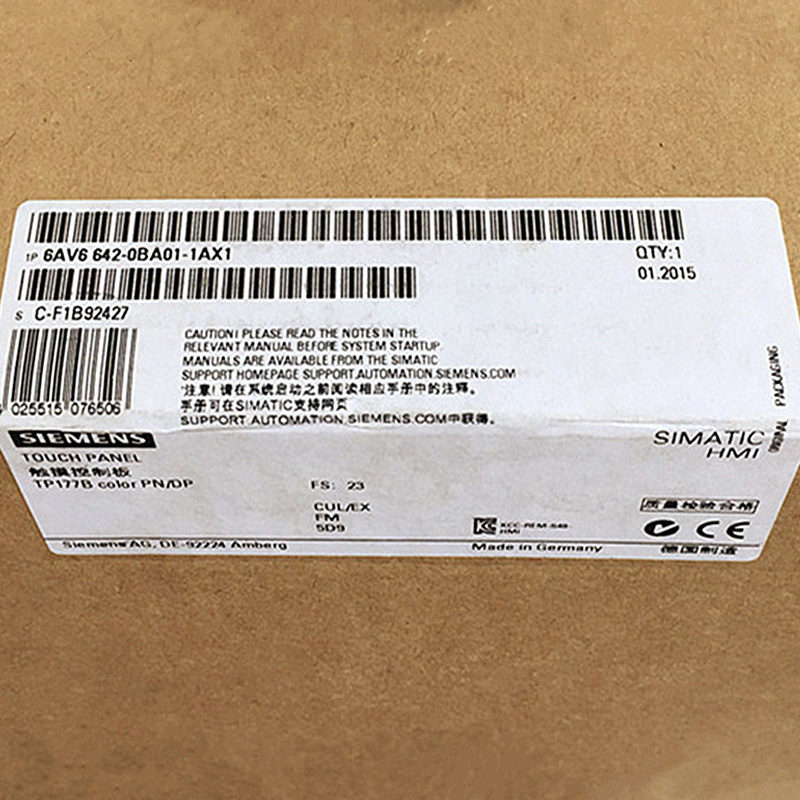 1P 6AV6 642-0BA01-1AX1
QTY:1
01.2015
S C-F1B92427
CAUTION! PLEASE READ THE NOTES IN THE
RELEVANT MANUAL BEFORE SYSTEM STARTUP.
MANUALS ARE AVAILABLE FROM THE SIMATIC
SUPPORT HOMEPAGE SUPPORT.AUTOMATION.SIEMENS.COM
注意! 请在系统启动之前阅读相应手册中的注释。
手册可在SIMATIC支持网页
SUPPORT.AUTOMATION.SIEMENS.COM中获得。
025515 076506
ORIGINAL PACKAGING
SIEMENS
SIMATIC
HMI
TOUCH PANEL
触摸控制板
TP177B color PN/DP
FS: 23
CUL/EX
FM
5D9
KCC-REM-S49
HMI
质量检验合格
CE
Siemens AG, DE-92224 Amberg
Made in Germany
德国制造